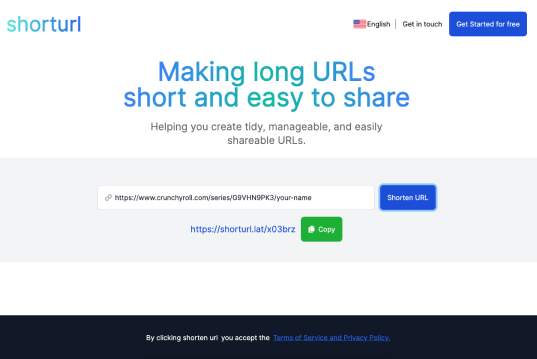 shorturl
English
Get in touch
Get Started for free
Making long URLs
short and easy to share
Helping you create tidy, manageable, and easily
shareable URLs.
https://www.crunchyroll.com/series/G9VHN9PK3/your-name
Shorten URL
https://shorturl.lat/x03brz
Copy
By clicking shorten url you accept the Terms of Service and Privacy Policy.